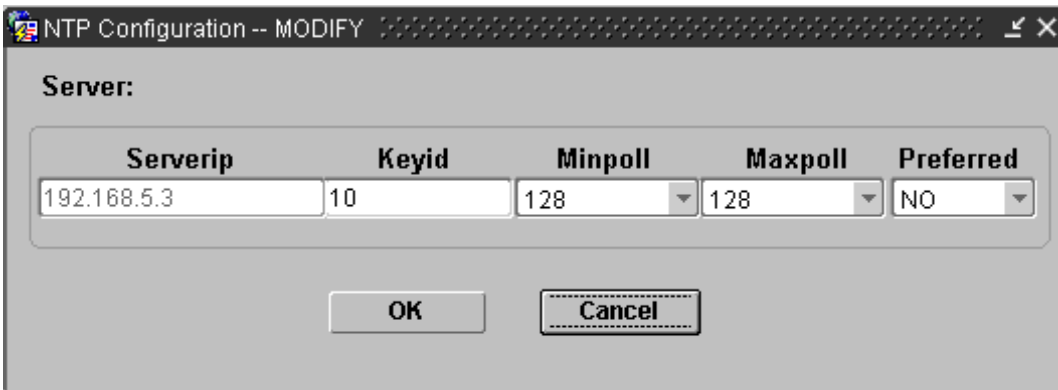 NTP Configuration -- MODIFY
Server:
Serverip Keyid Minpoll Maxpoll Preferred
192.168.5.3 10 128 128 NO
OK Cancel